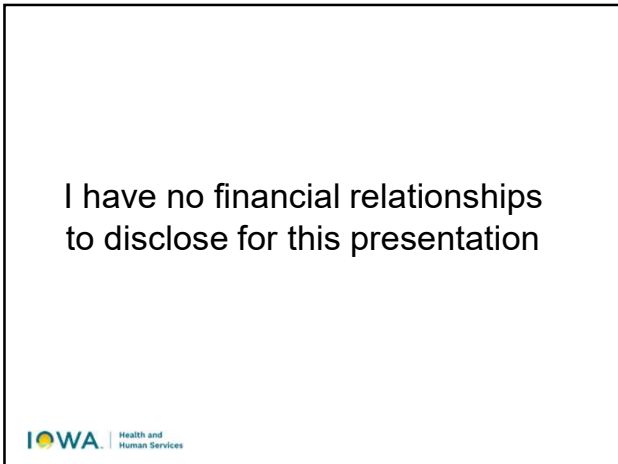 I have no financial relationships
to disclose for this presentation
IOWA.
Health and
Human Services